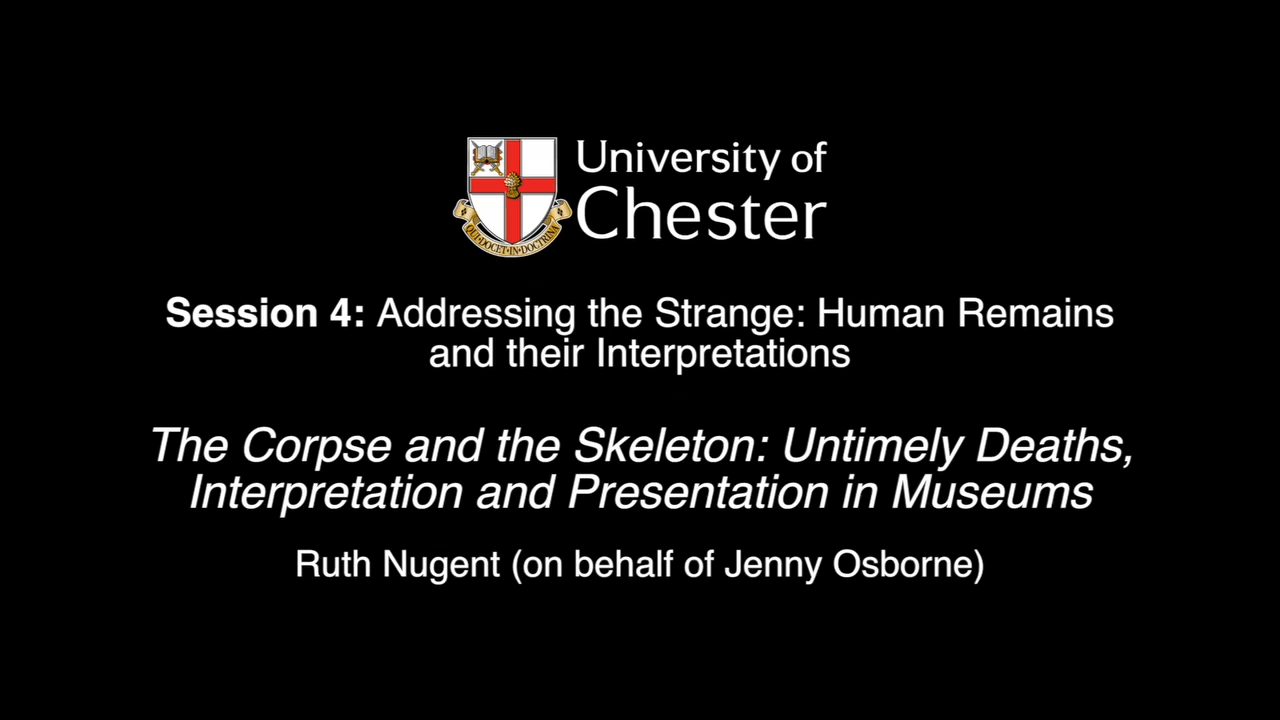 University of
Chester
QUI·DOCET·IN·DOCTRINA
Session 4: Addressing the Strange: Human Remains
and their Interpretations
The Corpse and the Skeleton: Untimely Deaths,
Interpretation and Presentation in Museums
Ruth Nugent (on behalf of Jenny Osborne)